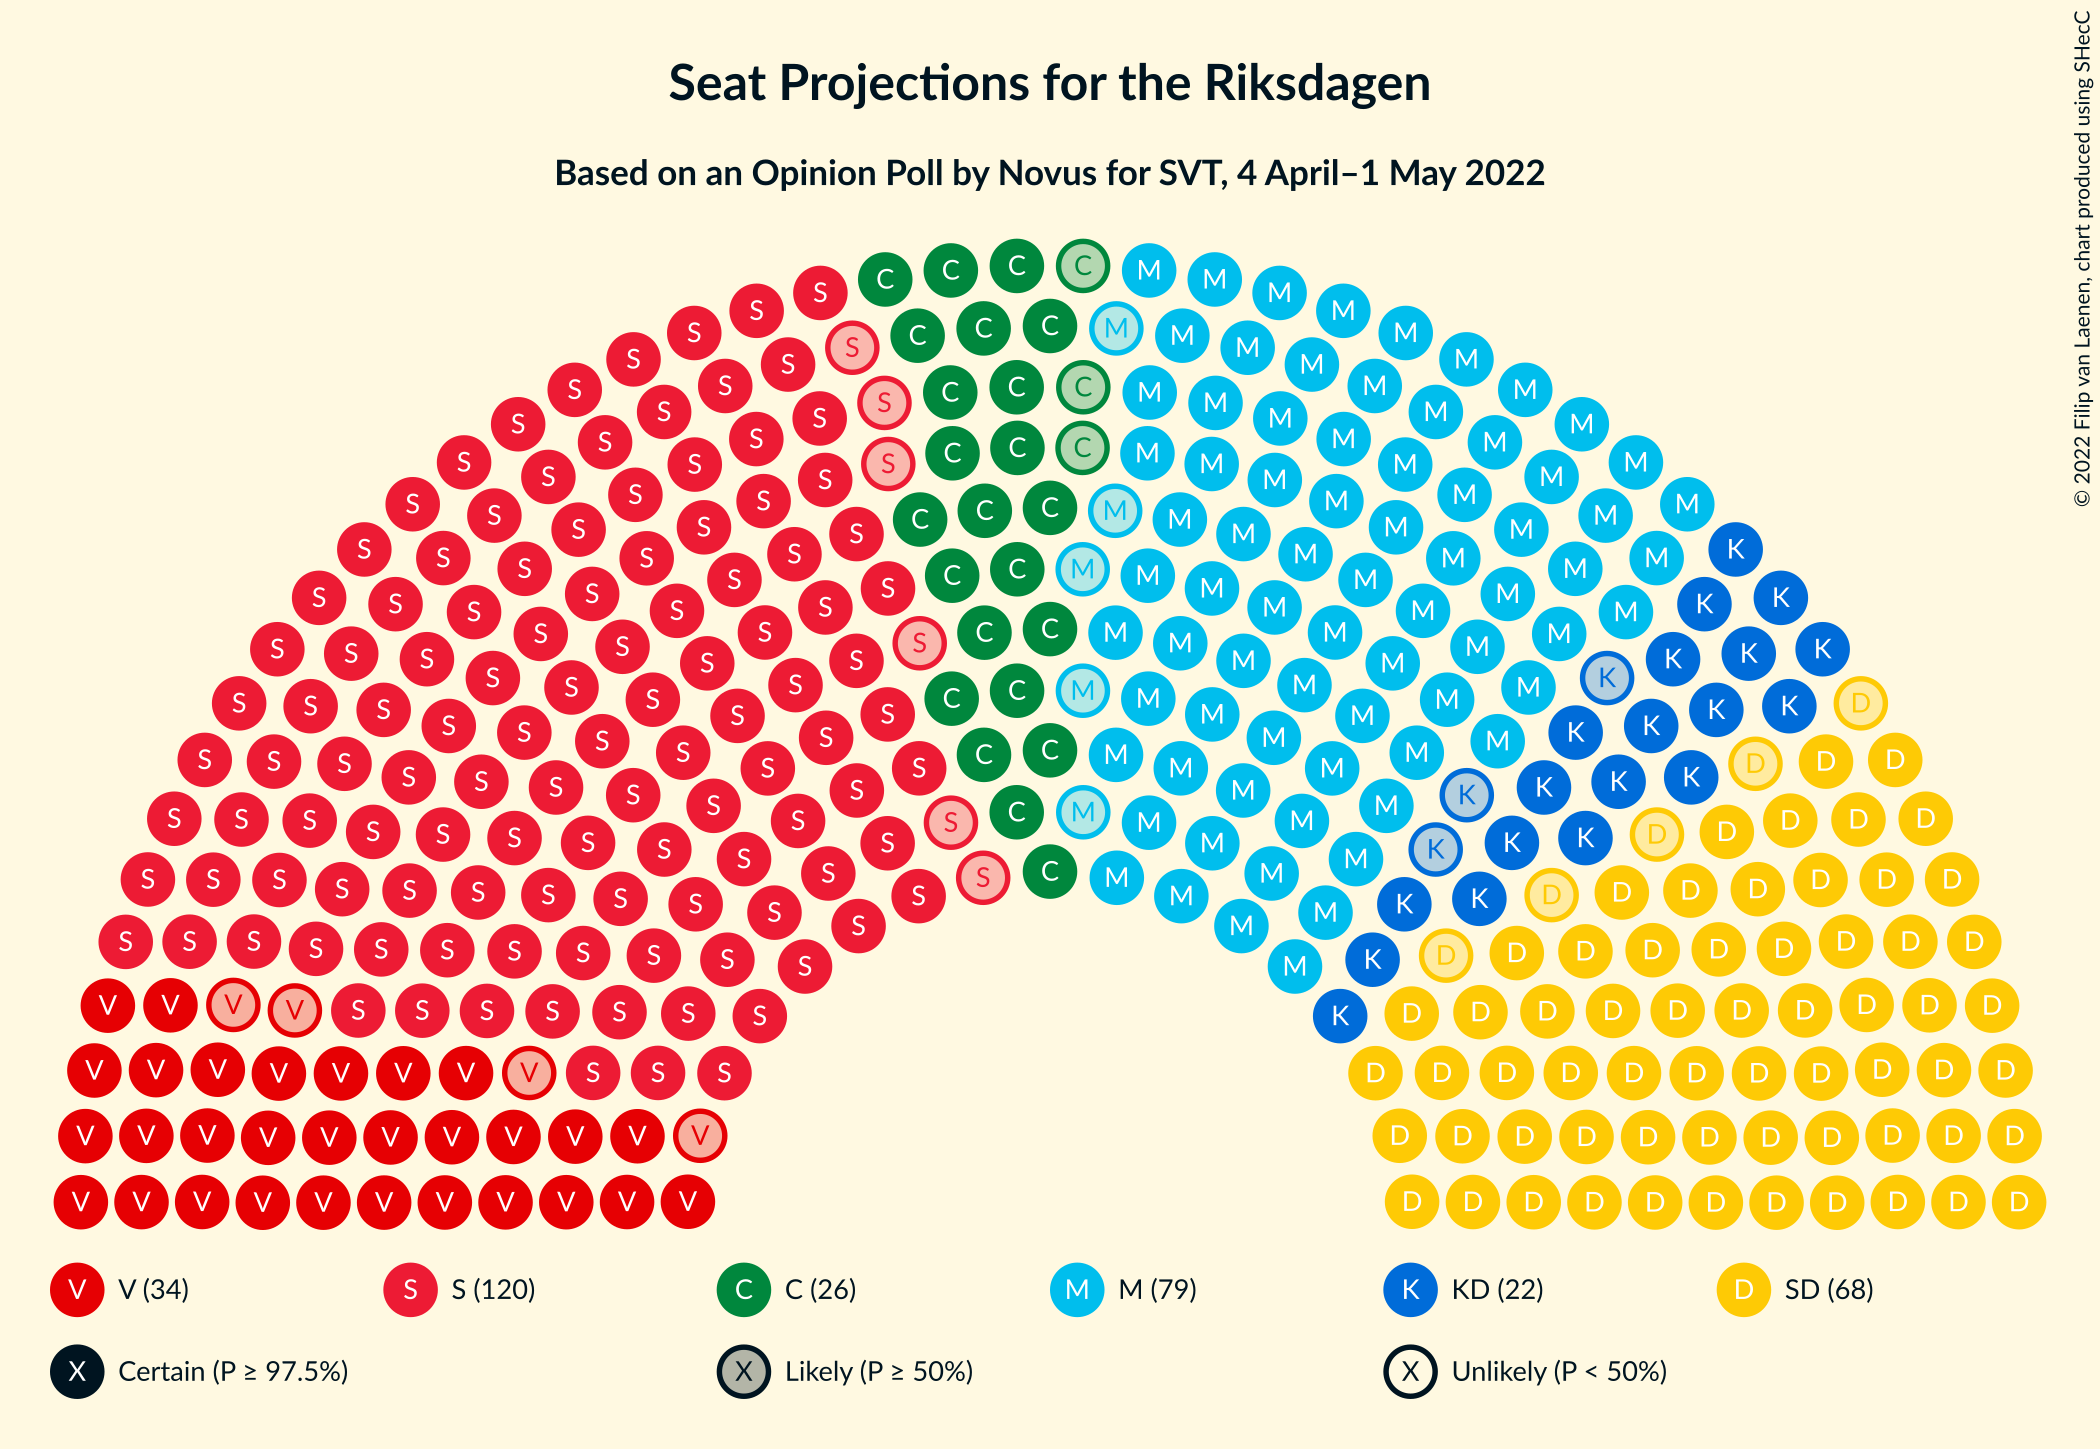 Seat Projections for the Riksdagen
Based on an Opinion Poll by Novus for SVT, 4 April–1 May 2022
© 2022 Filip van Laenen, chart produced using SHecC
V V (34)
S S (120)
C C (26)
M M (79)
K KD (22)
D SD (68)
X Certain (P ≥ 97.5%)
X Likely (P ≥ 50%)
X Unlikely (P < 50%)